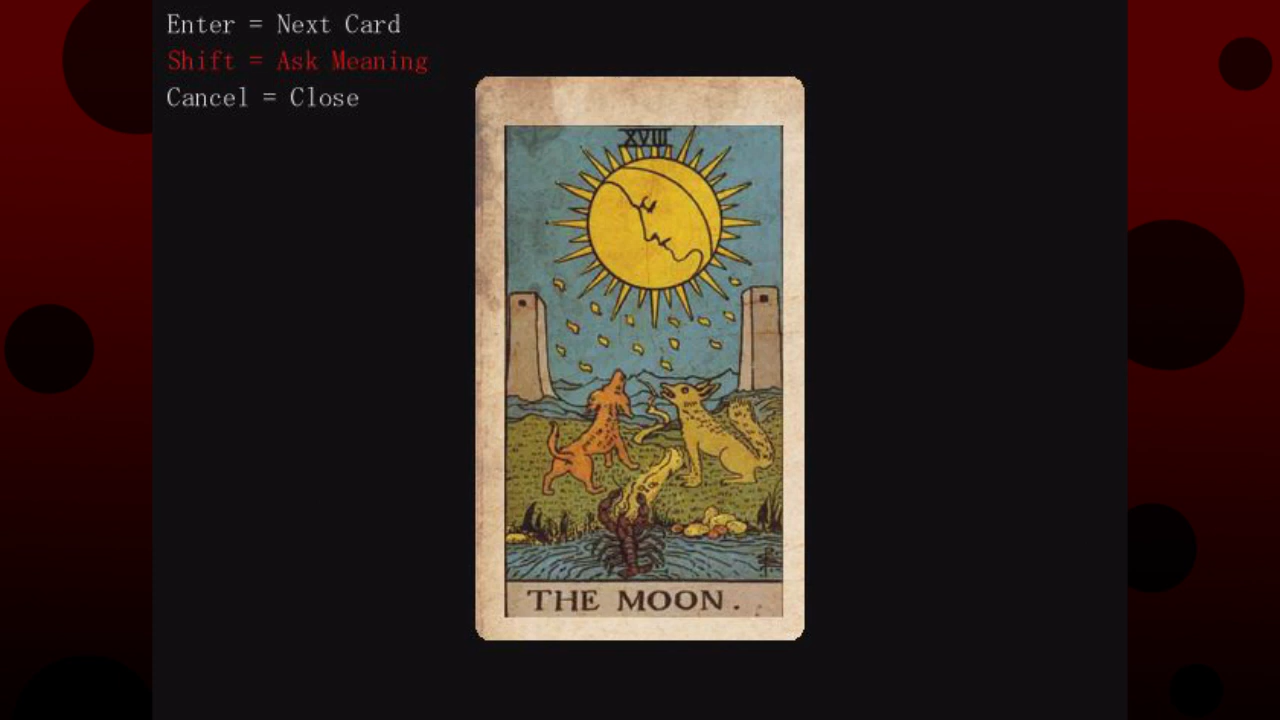 Enter = Next Card
Shift = Ask Meaning
Cancel = Close
XVIII
THE MOON.